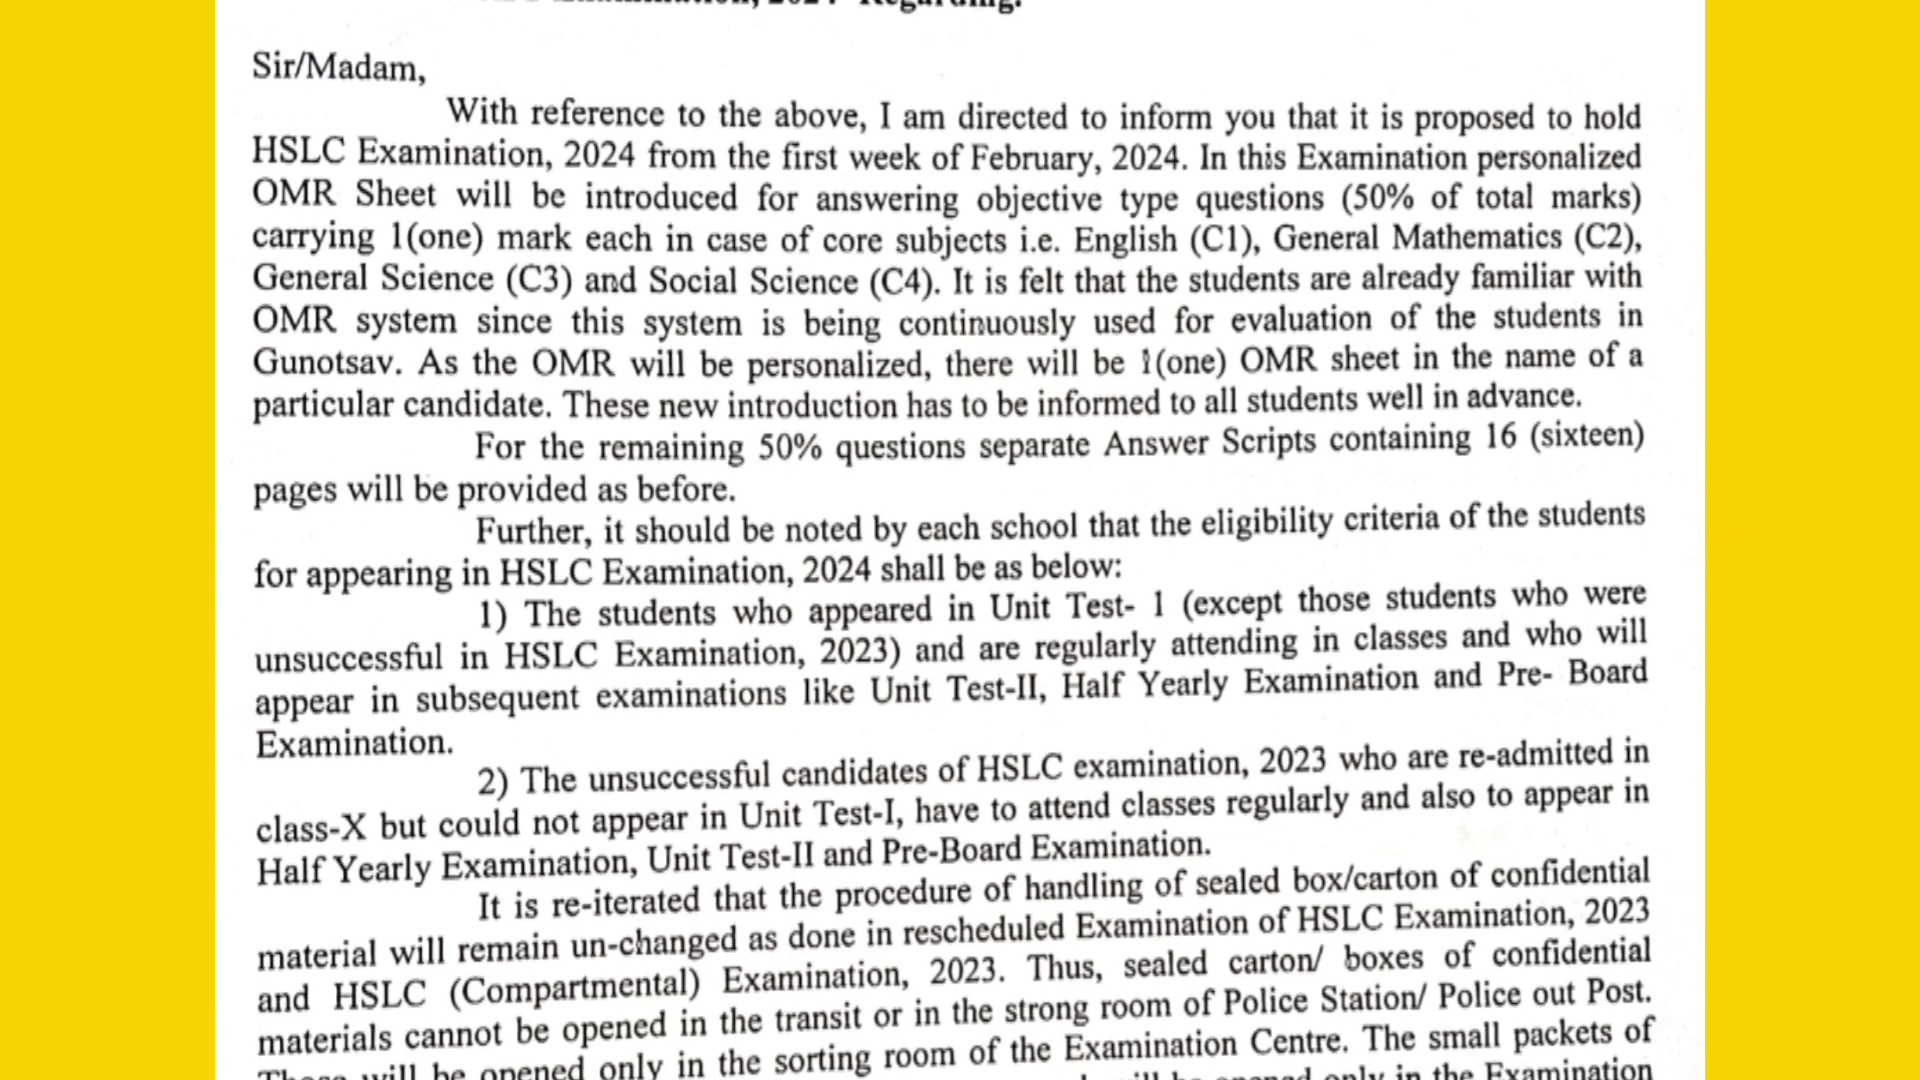 Examination, 2024 Regarding.
Sir/Madam,
With reference to the above, I am directed to inform you that it is proposed to hold
HSLC Examination, 2024 from the first week of February, 2024. In this Examination personalized
OMR Sheet will be introduced for answering objective type questions (50% of total marks)
carrying 1(one) mark each in case of core subjects i.e. English (C1), General Mathematics (C2),
General Science (C3) and Social Science (C4). It is felt that the students are already familiar with
OMR system since this system is being continuously used for evaluation of the students in
Gunotsav. As the OMR will be personalized, there will be 1(one) OMR sheet in the name of a
particular candidate. These new introduction has to be informed to all students well in advance.
For the remaining 50% questions separate Answer Scripts containing 16 (sixteen)
pages will be provided as before.
Further, it should be noted by each school that the eligibility criteria of the students
for appearing in HSLC Examination, 2024 shall be as below:
1) The students who appeared in Unit Test- 1 (except those students who were
unsuccessful in HSLC Examination, 2023) and are regularly attending in classes and who will
appear in subsequent examinations like Unit Test-II, Half Yearly Examination and Pre- Board
Examination.
2) The unsuccessful candidates of HSLC examination, 2023 who are re-admitted in
class-X but could not appear in Unit Test-I, have to attend classes regularly and also to appear in
Half Yearly Examination, Unit Test-II and Pre-Board Examination.
It is re-iterated that the procedure of handling of sealed box/carton of confidential
material will remain un-changed as done in rescheduled Examination of HSLC Examination, 2023
and HSLC (Compartmental) Examination, 2023. Thus, sealed carton/ boxes of confidential
materials cannot be opened in the transit or in the strong room of Police Station/ Police out Post.
will be opened only in the sorting room of the Examination Centre. The small packets of
will be opened only in the Examination